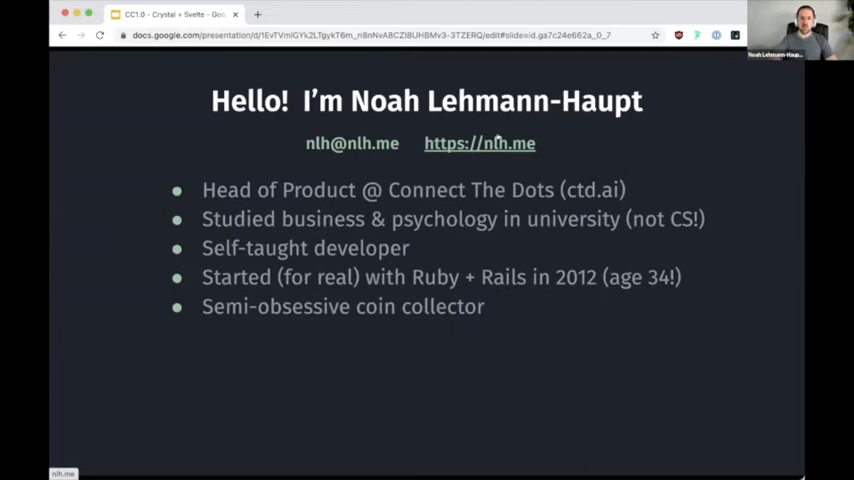 CC1.0 - Crystal + Svelte - Goo
docs.google.com/presentation/d/1EvTVmlGYk2LTgykT6m_n8nNvA8CZI8UHBMv3-3TZERQ/edit#slide=id.ga7c24e662a_0_7
Noah Lehmann-Haup...
Hello! I'm Noah Lehmann-Haupt
nlh@nlh.me https://nlh.me
● Head of Product @ Connect The Dots (ctd.ai)
● Studied business & psychology in university (not CS!)
● Self-taught developer
● Started (for real) with Ruby + Rails in 2012 (age 34!)
● Semi-obsessive coin collector
nlh.me